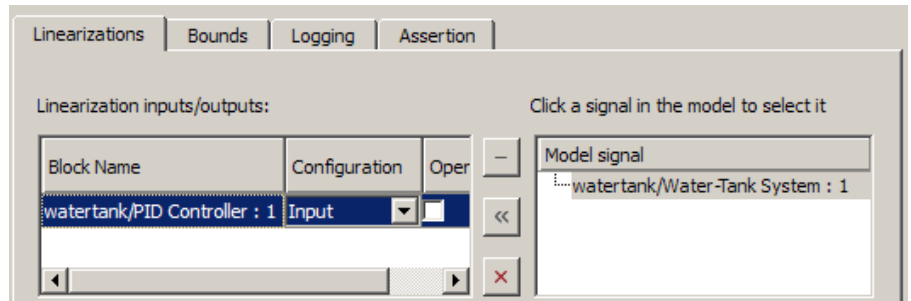 Linearizations Bounds Logging Assertion
Linearization inputs/outputs: Click a signal in the model to select it
Block Name Configuration Oper Model signal
watertank/Water-Tank System : 1
watertank/PID Controller : 1 Input